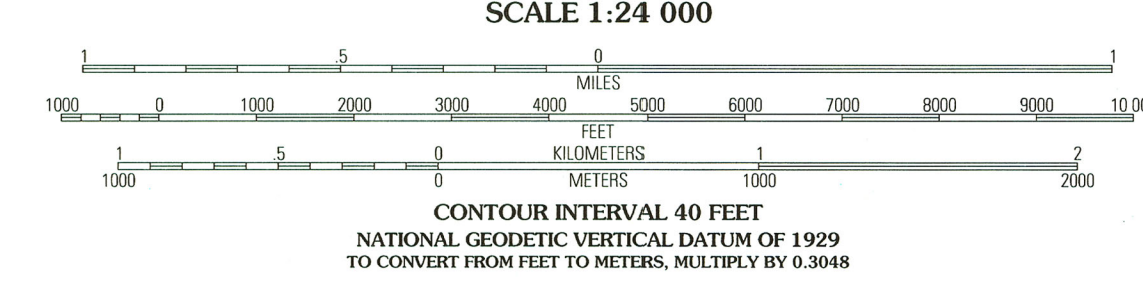 SCALE 1:24 000
1 .5 0 1
MILES
1000 0 1000 2000 3000 4000 5000 6000 7000 8000 9000 10 00
FEET
1 .5 0 KILOMETERS 1 2
1000 0 METERS 1000 2000
CONTOUR INTERVAL 40 FEET
NATIONAL GEODETIC VERTICAL DATUM OF 1929
TO CONVERT FROM FEET TO METERS, MULTIPLY BY 0.3048